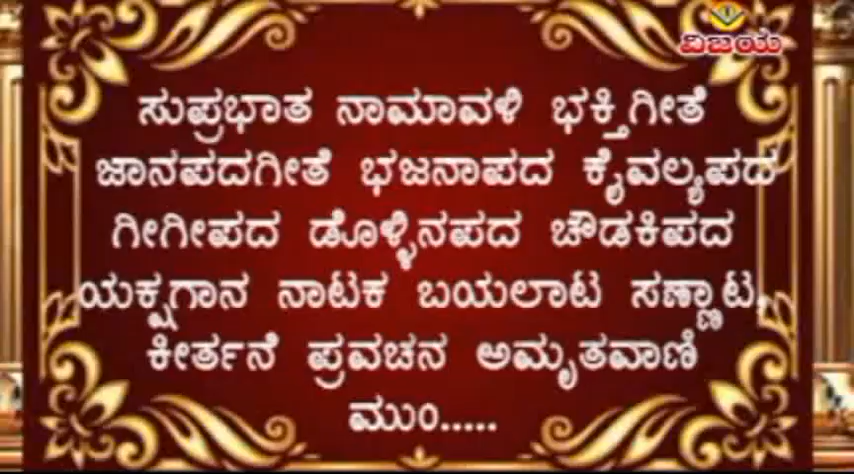 ವಿಜಯ
ಸುಪ್ರಭಾತ ನಾಮಾವಳಿ ಭಕ್ತಿಗೀತೆ
ಜಾನಪದಗೀತೆ ಭಜನಾಪದ ಕೈವಲ್ಯಪದ
ಗೀಗೀಪದ ಡೊಳ್ಳಿನಪದ ಚೌಡಕಿಪದ
ಯಕ್ಷಗಾನ ನಾಟಕ ಬಯಲಾಟ ಸಣ್ಣಾಟ,
ಕೀರ್ತನೆ ಪ್ರವಚನ ಅಮೃತವಾಣಿ
ಮುಂ.....